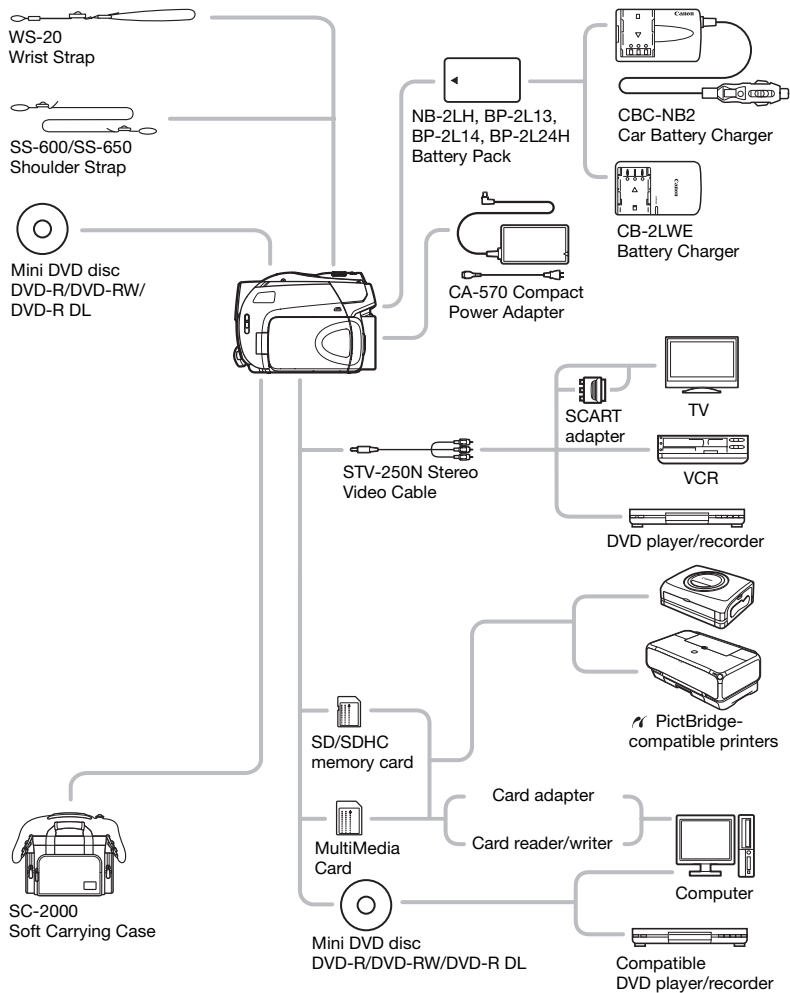 WS-20
Wrist Strap
SS-600/SS-650
Shoulder Strap
Mini DVD disc
DVD-R/DVD-RW/
DVD-R DL
NB-2LH, BP-2L13,
BP-2L14, BP-2L24H
Battery Pack
CA-570 Compact
Power Adapter
Canon
CBC-NB2
Car Battery Charger
Canon
CB-2LWE
Battery Charger
STV-250N Stereo
Video Cable
SCART
adapter
TV
VCR
DVD player/recorder
PictBridge-
compatible printers
SD/SDHC
memory card
MultiMedia
Card
Card adapter
Card reader/writer
Computer
Mini DVD disc
DVD-R/DVD-RW/DVD-R DL
Compatible
DVD player/recorder
SC-2000
Soft Carrying Case